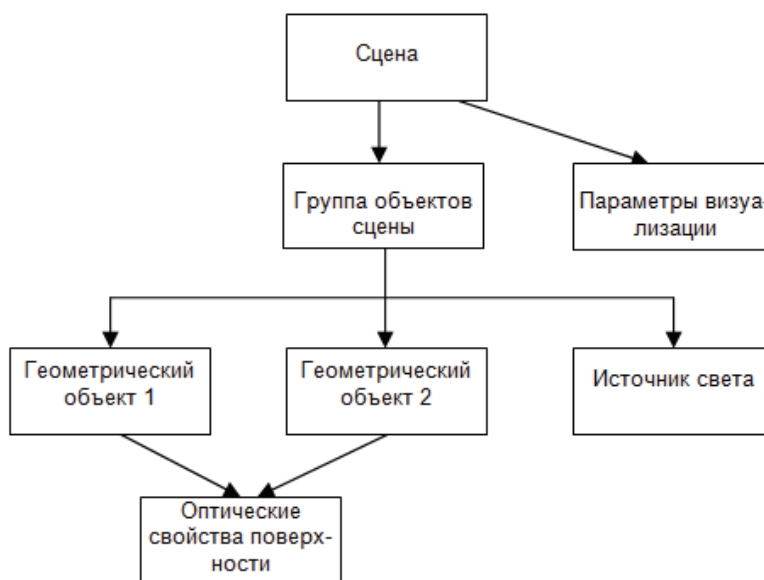 Сцена
Группа объектов
сцены
Параметры визуа-
лизации
Геометрический
объект 1
Геометрический
объект 2
Источник света
Оптические
свойства поверх-
ности